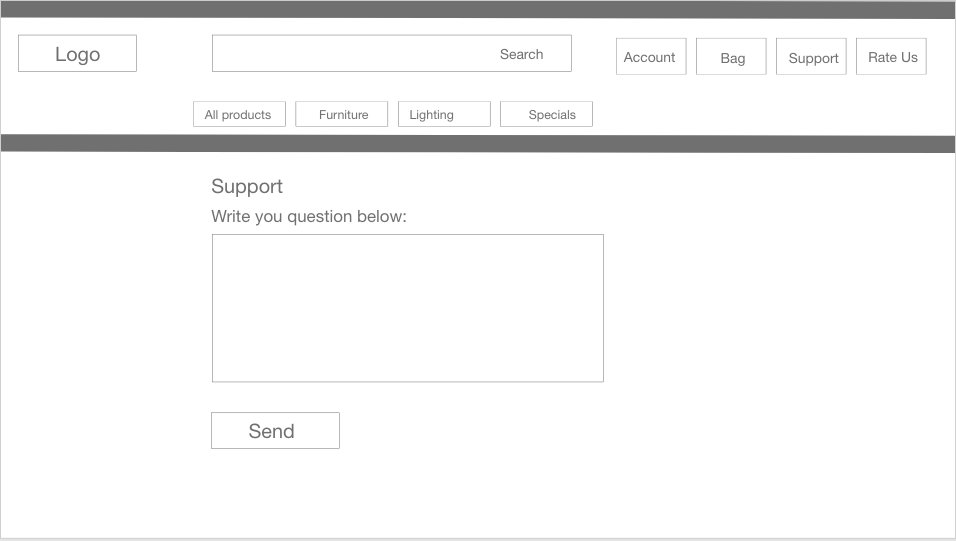 Logo
Search
Account
Bag
Support
Rate Us
All products
Furniture
Lighting
Specials
Support
Write you question below:
Send